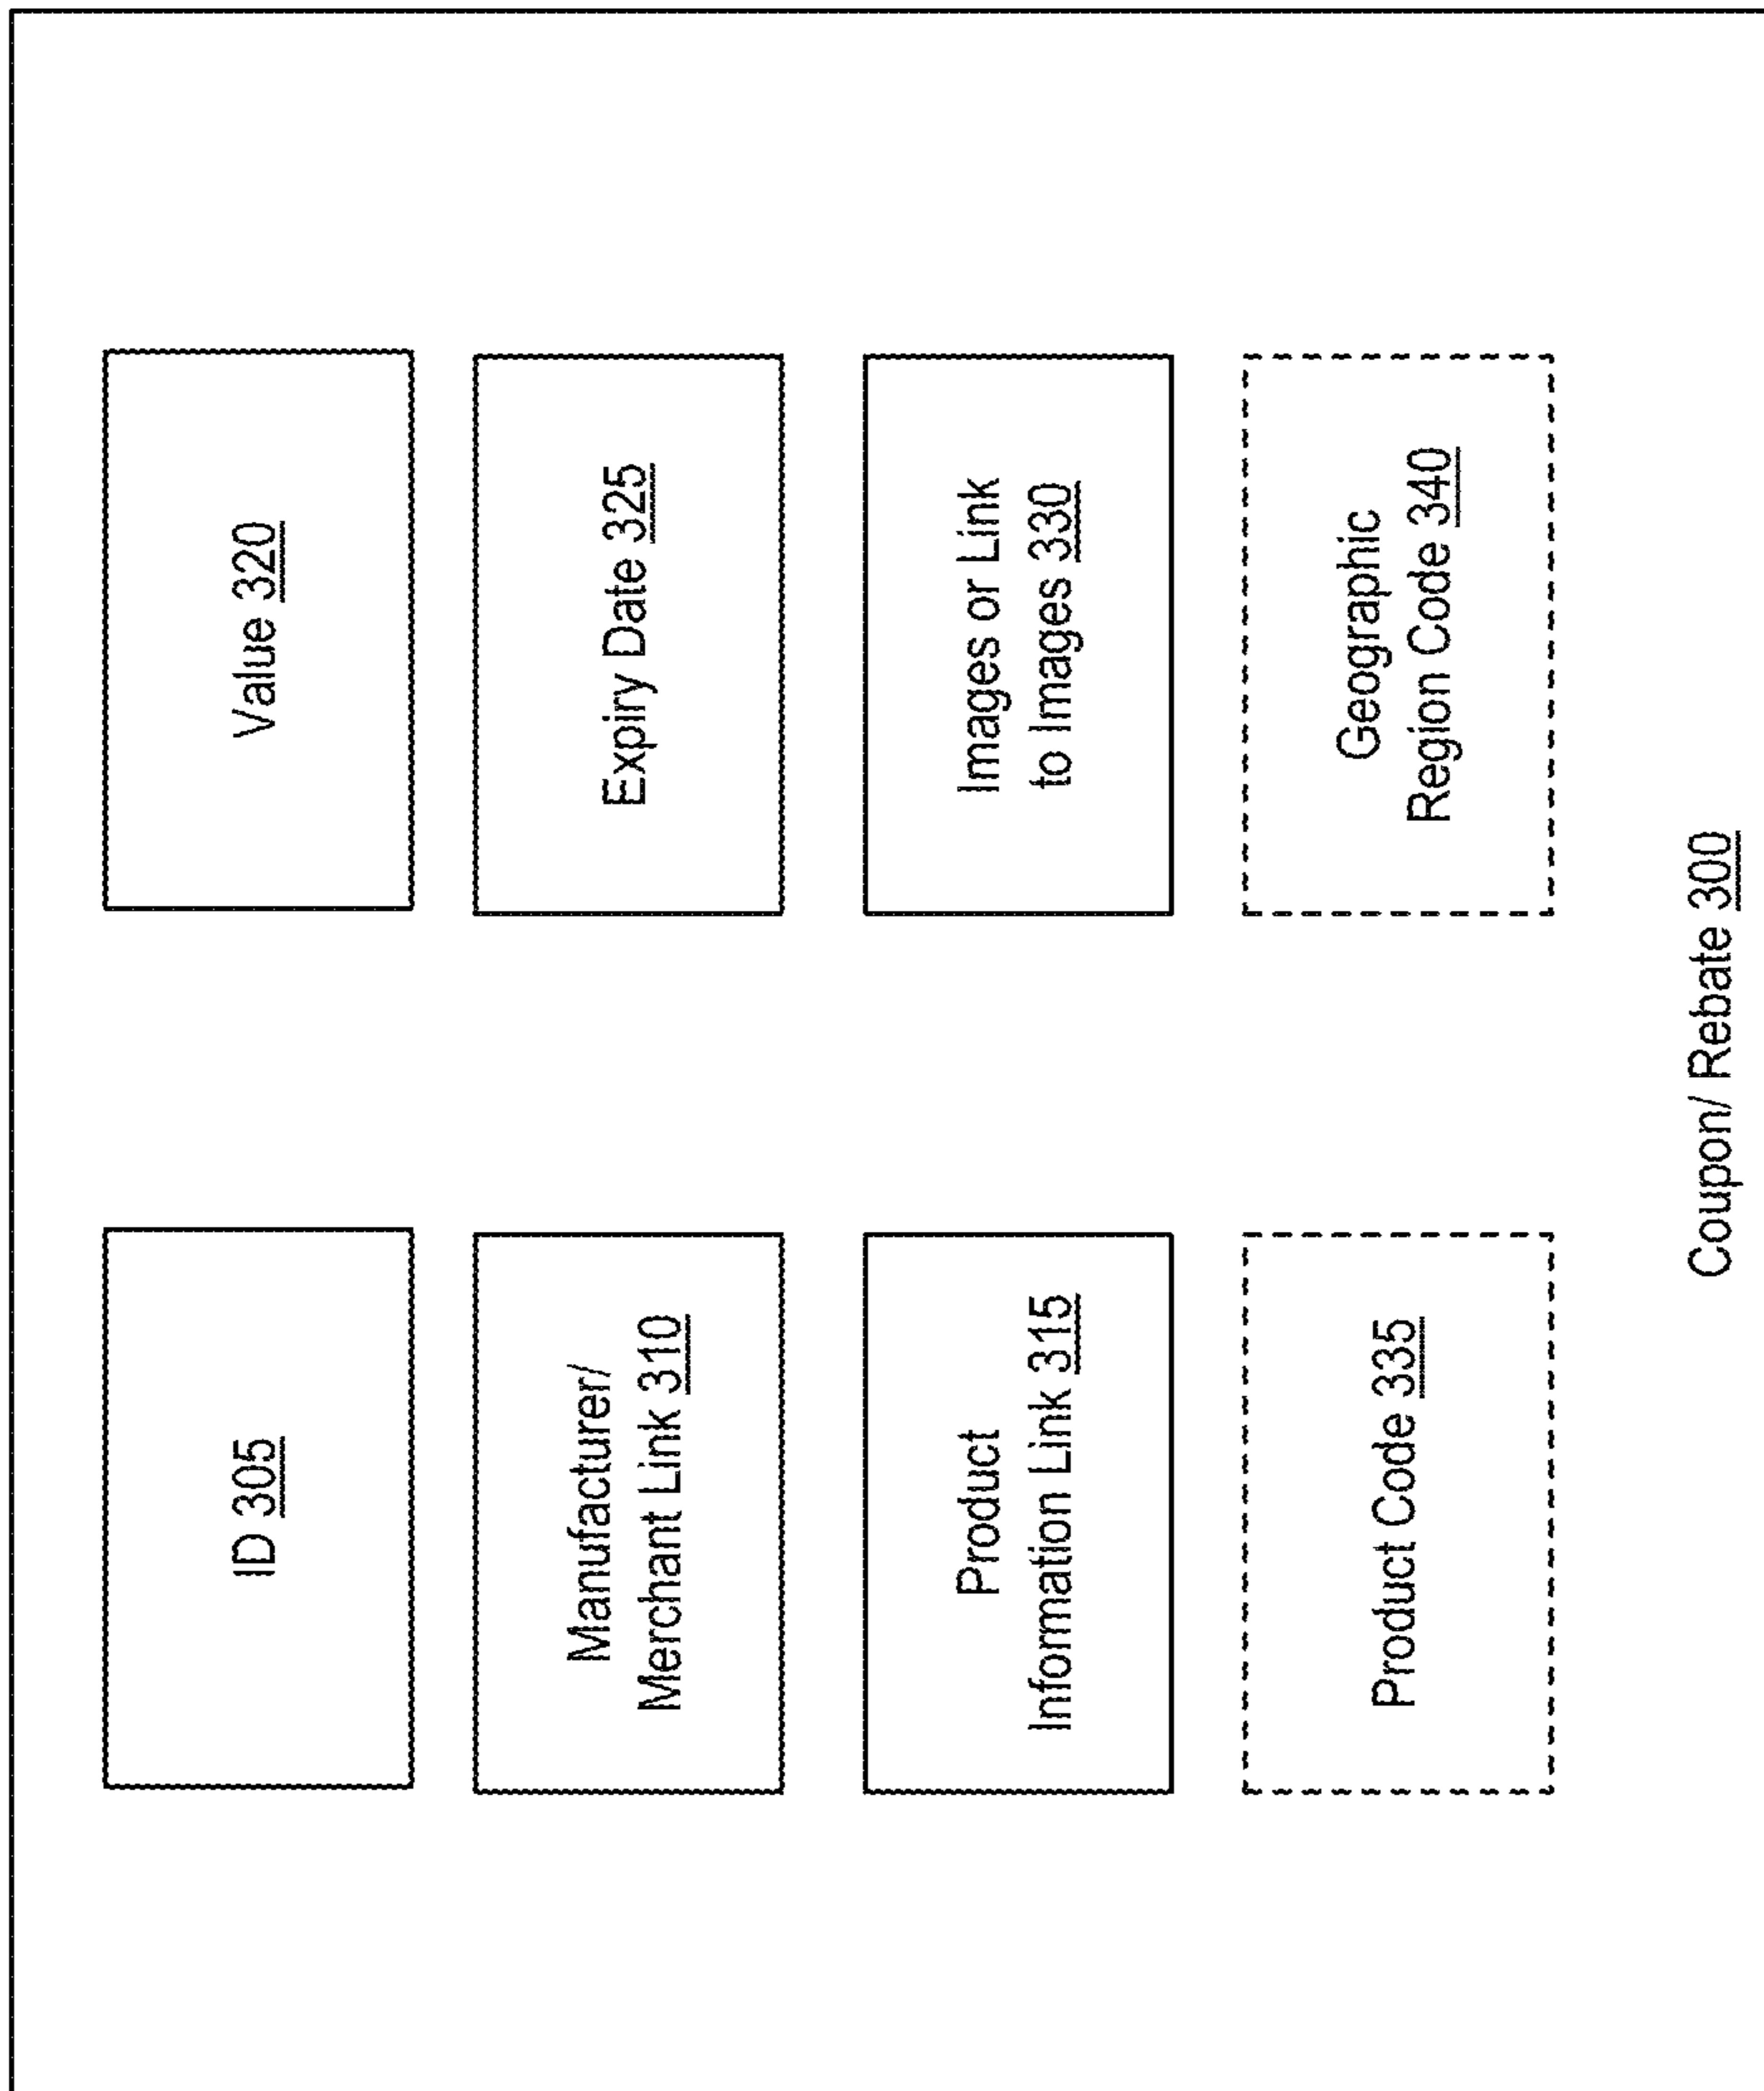 ID 305
Value 320
Manufacturer/
Merchant Link 310
Expiry Date 325
Product
Information Link 315
Images or Link
to Images 330
Product Code 335
Geographic
Region Code 340
Coupon/ Rebate 300